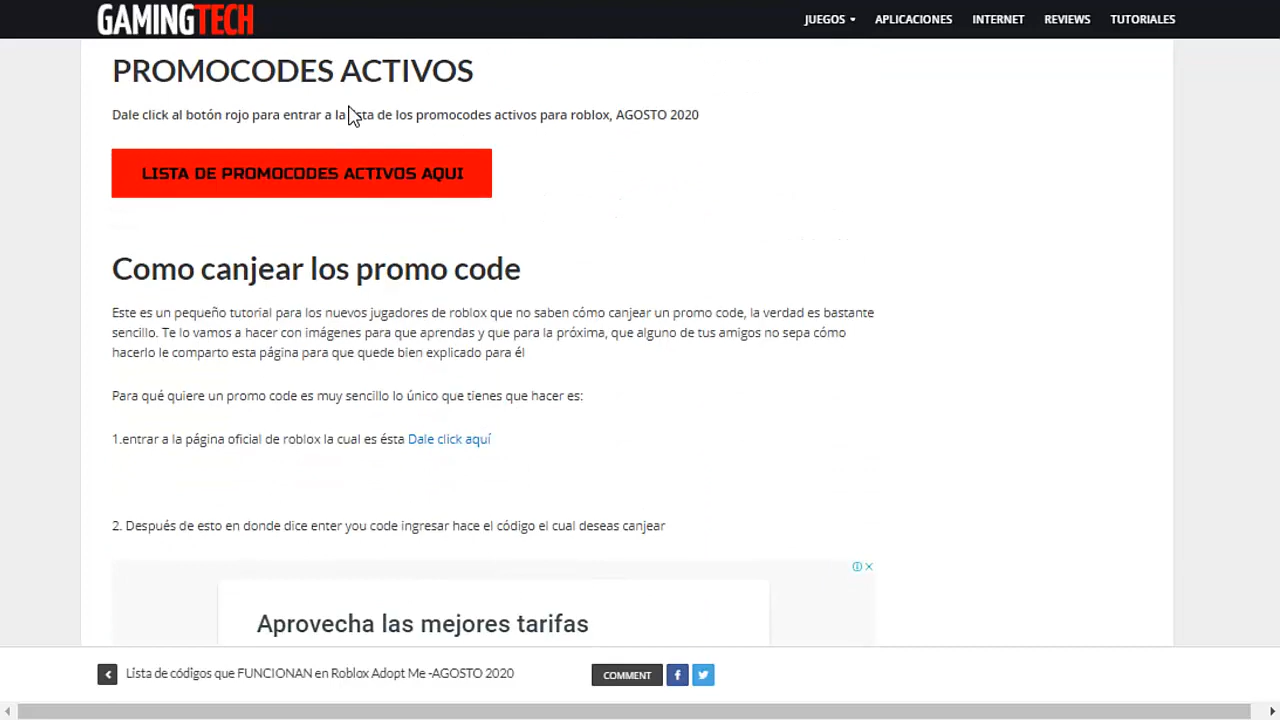 GAMINGTECH
JUEGOS APLICACIONES INTERNET REVIEWS TUTORIALES
PROMOCODES ACTIVOS
Dale click al botón rojo para entrar a la lista de los promocodes activos para roblox, AGOSTO 2020
LISTA DE PROMOCODES ACTIVOS AQUI
Como canjear los promo code
Este es un pequeño tutorial para los nuevos jugadores de roblox que no saben cómo canjear un promo code, la verdad es bastante
sencillo. Te lo vamos a hacer con imágenes para que aprendas y que para la próxima, que alguno de tus amigos no sepa cómo
hacerlo le comparto esta página para que quede bien explicado para él
Para qué quiere un promo code es muy sencillo lo único que tienes que hacer es:
1.entrar a la página oficial de roblox la cual es ésta Dale click aquí
2. Después de esto en donde dice enter you code ingresar hace el código el cual deseas canjear
Aprovecha las mejores tarifas
Lista de códigos que FUNCIONAN en Roblox Adopt Me -AGOSTO 2020
COMMENT